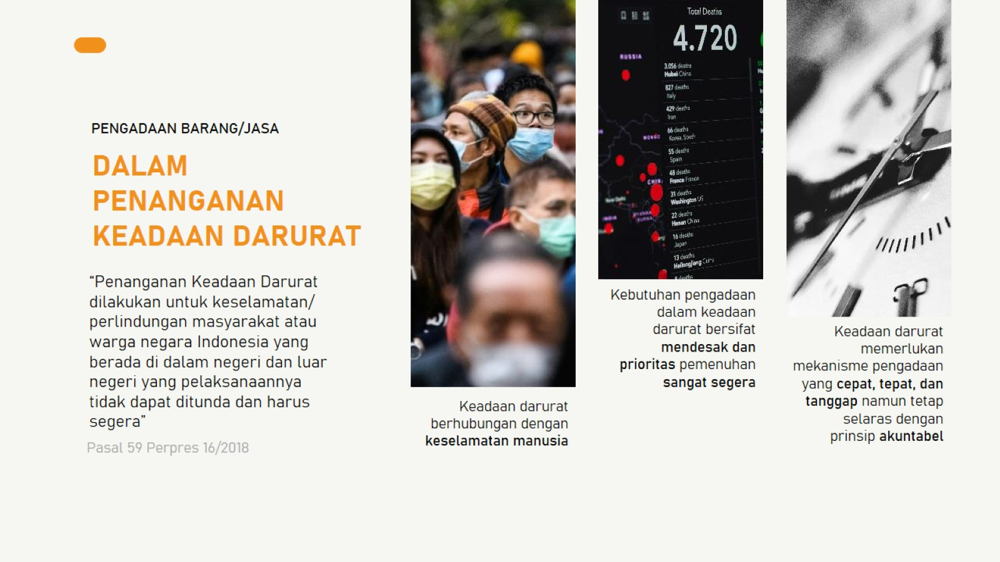 PENGADAAN BARANG/JASA
DALAM
PENANGANAN
KEADAAN DARURAT
“Penanganan Keadaan Darurat
dilakukan untuk keselamatan/
perlindungan masyarakat atau
warga negara Indonesia yang
berada di dalam negeri dan luar
negeri yang pelaksanaannya
tidak dapat ditunda dan harus
segera”
Pasal 59 Perpres 16/2018
Keadaan darurat
berhubungan dengan
keselamatan manusia
Total Deaths
4.720
RUSSIA
3.056 deaths
Hubei China
827 deaths
Italy
429 deaths
Iran
66 deaths
Korea, South
55 deaths
Spain
48 deaths
France France
31 deaths
Washington US
22 deaths
Henan China
16 deaths
Japan
13 deaths
Heilongjiang China
Kebutuhan pengadaan
dalam keadaan
darurat bersifat
mendesak dan
prioritas pemenuhan
sangat segera
Keadaan darurat
memerlukan
mekanisme pengadaan
yang cepat, tepat, dan
tanggap namun tetap
selaras dengan
prinsip akuntabel